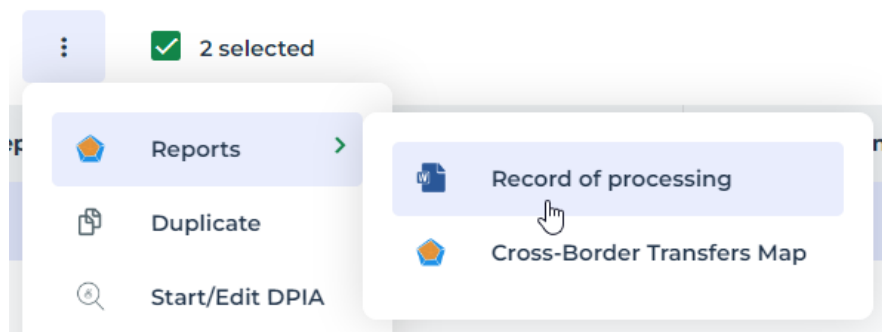 2 selected
Reports
Record of processing
Duplicate
Cross-Border Transfers Map
Start/Edit DPIA